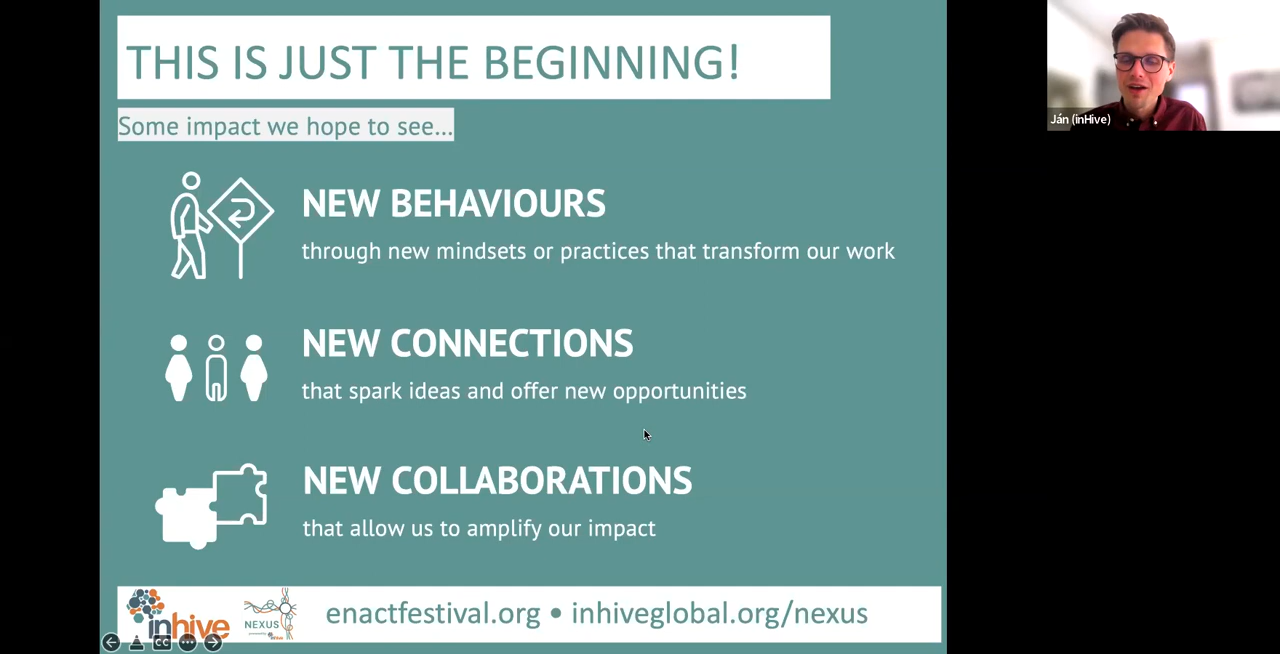 THIS IS JUST THE BEGINNING!
Some impact we hope to see...
NEW BEHAVIOURS
through new mindsets or practices that transform our work
NEW CONNECTIONS
that spark ideas and offer new opportunities
NEW COLLABORATIONS
that allow us to amplify our impact
inhive
NEXUS
enactfestival.org • inhiveglobal.org/nexus
CC
Ján (inHive)